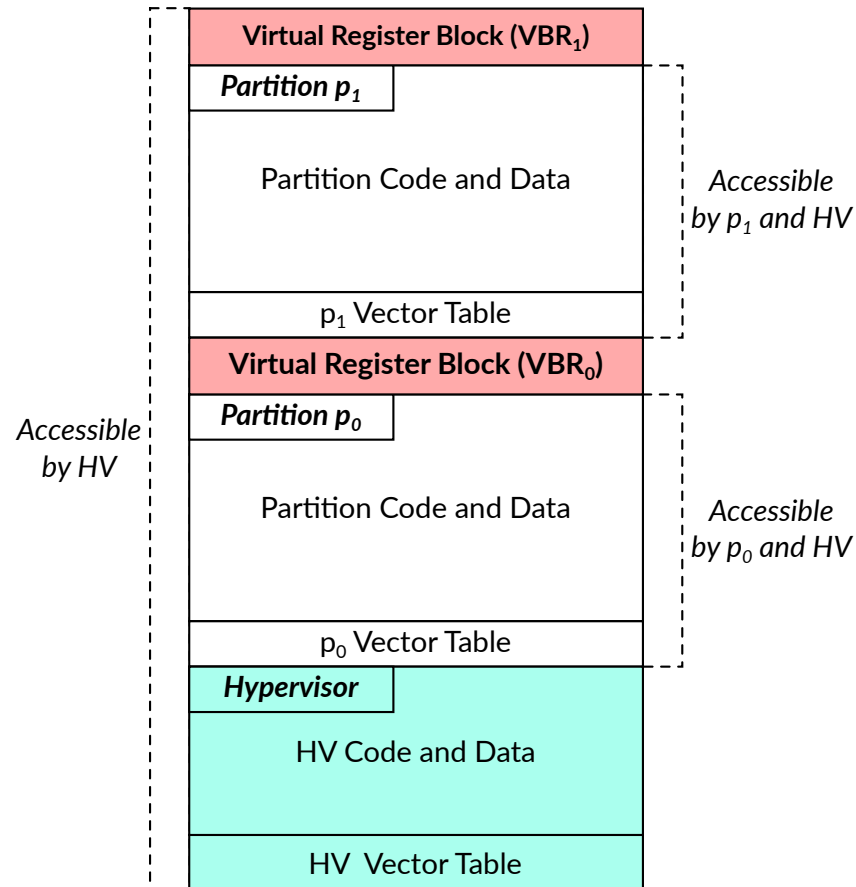 Virtual Register Block (VBR₁)
Partition p₁
Partition Code and Data
Accessible
by p₁ and HV
p₁ Vector Table
Virtual Register Block (VBR₀)
Partition p₀
Accessible
by HV
Partition Code and Data
Accessible
by p₀ and HV
p₀ Vector Table
Hypervisor
HV Code and Data
HV Vector Table